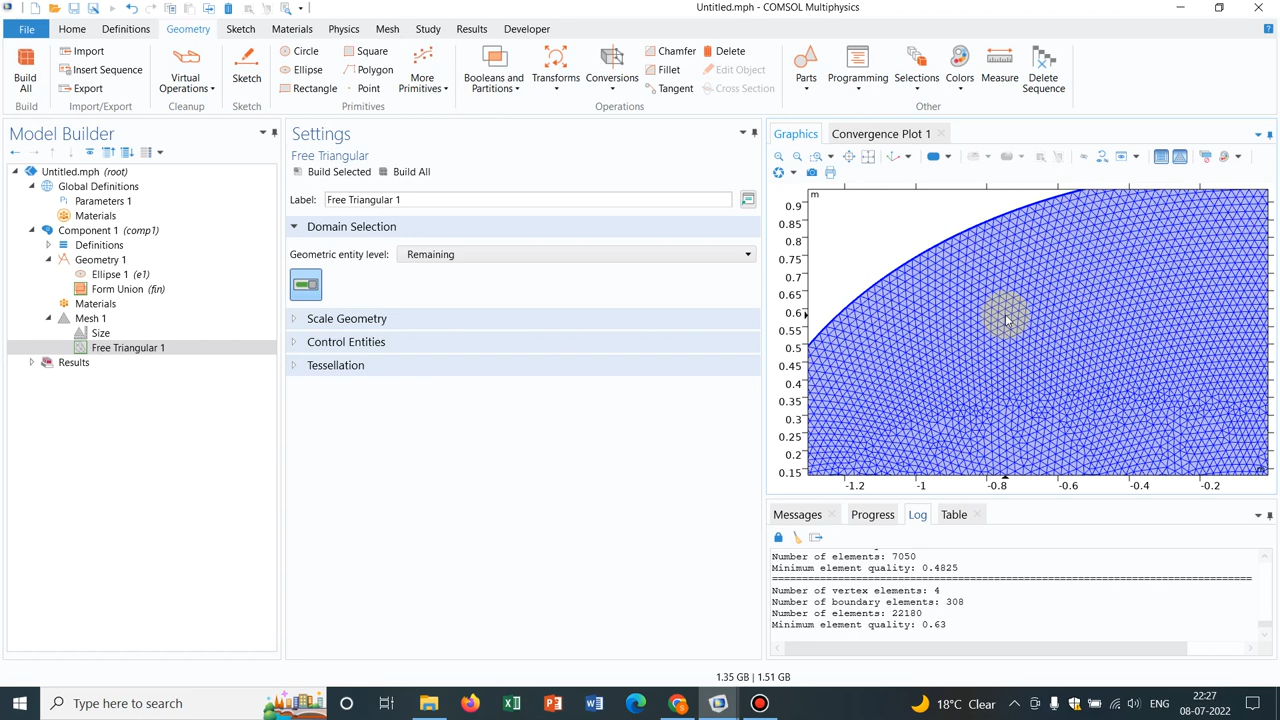 Untitled.mph - COMSOL Multiphysics
File Home Definitions Geometry Sketch Materials Physics Mesh Study Results Developer
Build All
Build
Import
Insert Sequence
Export
Import/Export
Virtual Operations
Cleanup
Sketch
Sketch
Circle Square
Ellipse Polygon
Rectangle Point
More Primitives
Primitives
Booleans and Partitions
Transforms
Conversions
Chamfer Delete
Fillet Edit Object
Tangent Cross Section
Operations
Parts
Programming
Selections
Colors
Measure
Delete Sequence
Other
Model Builder
Untitled.mph (root)
Global Definitions
Parameters 1
Materials
Component 1 (comp1)
Definitions
Geometry 1
Ellipse 1 (e1)
Form Union (fin)
Materials
Mesh 1
Size
Free Triangular 1
Results
Settings
Free Triangular
Build Selected Build All
Label: Free Triangular 1
Domain Selection
Geometric entity level: Remaining
Scale Geometry
Control Entities
Tessellation
Graphics Convergence Plot 1
m
0.9
0.85
0.8
0.75
0.7
0.65
0.6
0.55
0.5
0.45
0.4
0.35
0.3
0.25
0.2
0.15
-1.2 -1 -0.8 -0.6 -0.4 -0.2
Messages Progress Log Table
Number of elements: 7050
Minimum element quality: 0.4825
Number of vertex elements: 4
Number of boundary elements: 308
Number of elements: 22180
Minimum element quality: 0.63
1.35 GB | 1.51 GB
Type here to search
18°C Clear
ENG
22:27
08-07-2022